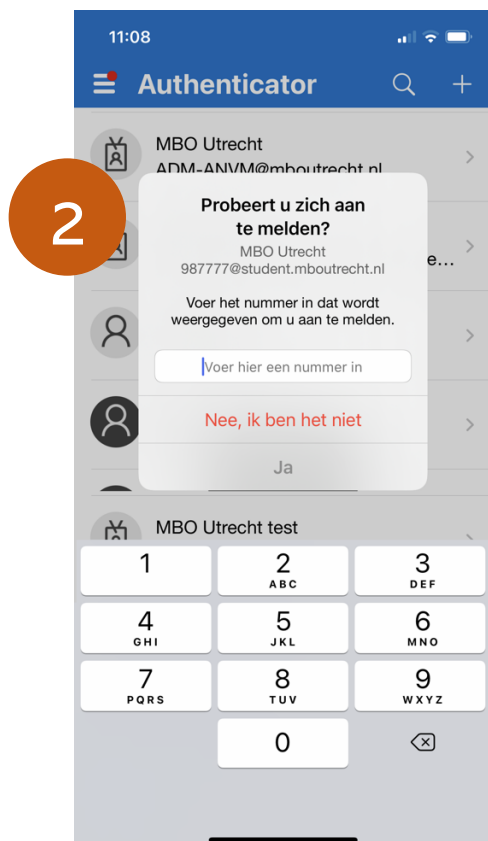 11:08
Authenticator
MBO Utrecht
ADM-ANVM@mboutrecht.nl
2
Probeert u zich aan
te melden?
MBO Utrecht
987777@student.mboutrecht.nl
e...
Voer het nummer in dat wordt
weergegeven om u aan te melden.
Voer hier een nummer in
Nee, ik ben het niet
Ja
MBO Utrecht test
1 2 3
ABC DEF
4 5 6
GHI JKL MNO
7 8 9
PQRS TUV WXYZ
0